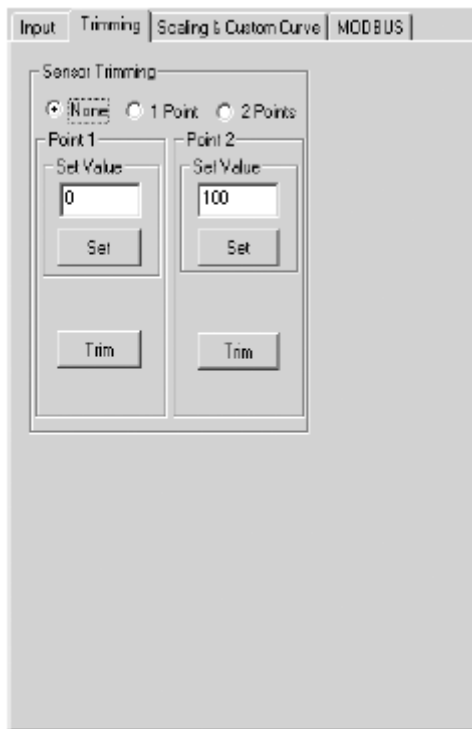 Input Trimming Scaling & Custom Curve MODBUS
Sensor Trimming
None 1 Point 2 Points
Point 1 Point 2
Set Value Set Value
0 100
Set Set
Trim Trim